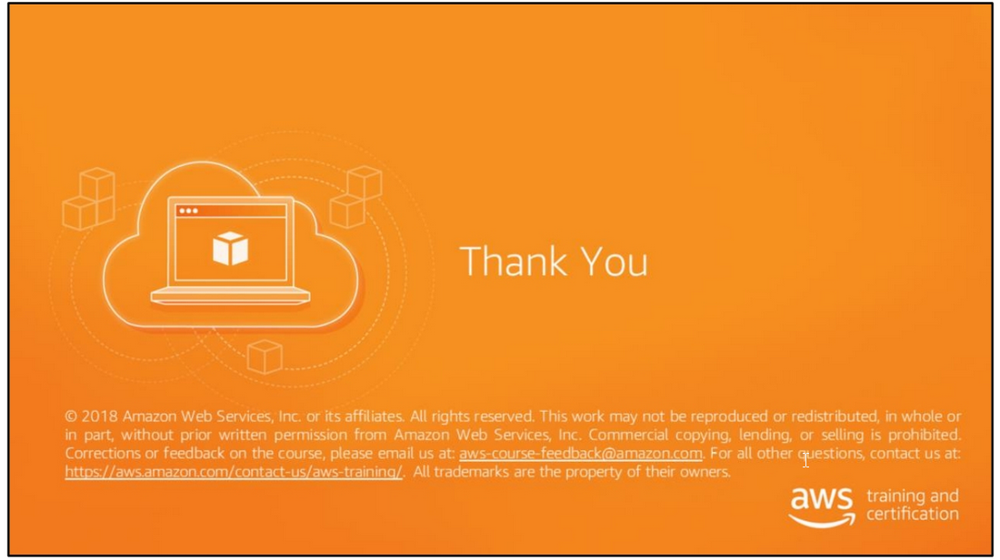 Thank You
© 2018 Amazon Web Services, Inc. or its affiliates. All rights reserved. This work may not be reproduced or redistributed, in whole or
in part, without prior written permission from Amazon Web Services, Inc. Commercial copying, lending, or selling is prohibited.
Corrections or feedback on the course, please email us at: aws-course-feedback@amazon.com. For all other questions, contact us at:
https://aws.amazon.com/contact-us/aws-training/. All trademarks are the property of their owners.
aws training and
certification